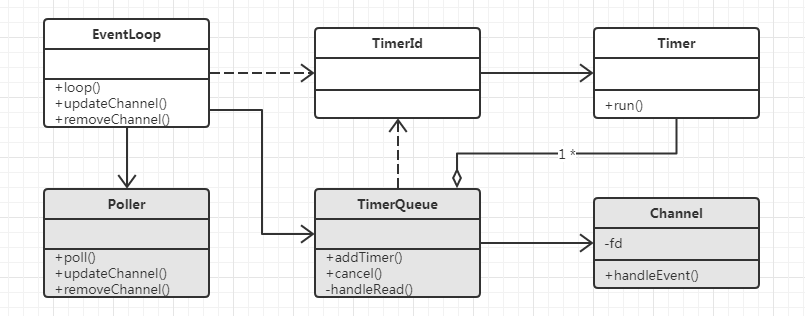 EventLoop
+loop()
+updateChannel()
+removeChannel()
TimerId
Timer
+run()
1 *
Poller
+poll()
+updateChannel()
+removeChannel()
TimerQueue
+addTimer()
+cancel()
-handleRead()
Channel
-fd
+handleEvent()